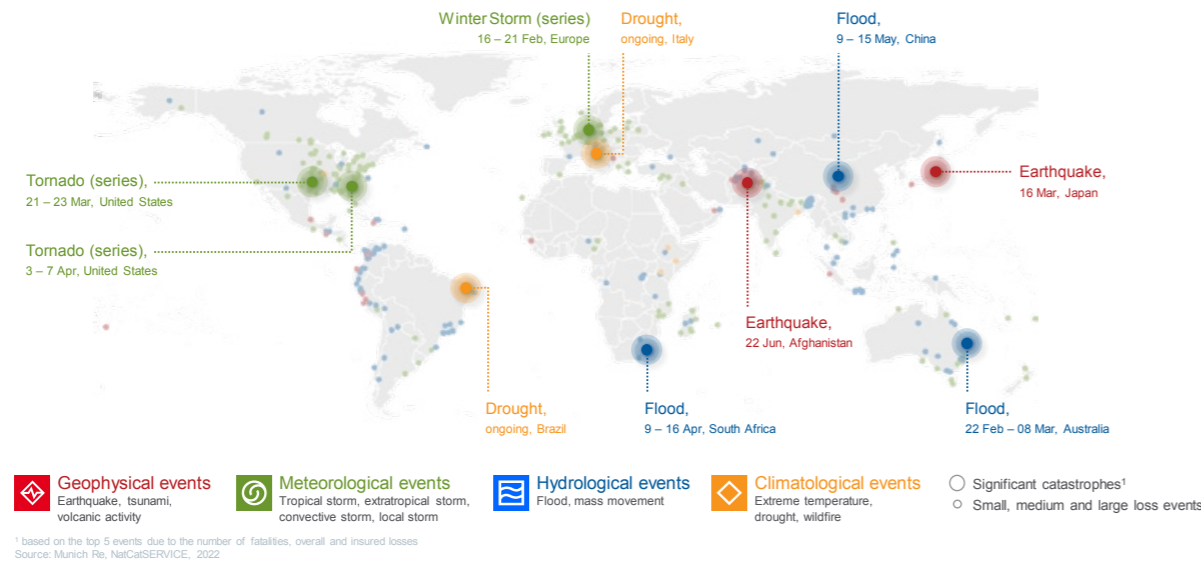 Winter Storm (series)
16 – 21 Feb, Europe
Drought,
ongoing, Italy
Flood,
9 – 15 May, China
Tornado (series),
21 – 23 Mar, United States
Earthquake,
16 Mar, Japan
Tornado (series),
3 – 7 Apr, United States
Earthquake,
22 Jun, Afghanistan
Drought,
ongoing, Brazil
Flood,
9 – 16 Apr, South Africa
Flood,
22 Feb – 08 Mar, Australia
Geophysical events
Earthquake, tsunami,
volcanic activity
Meteorological events
Tropical storm, extratropical storm,
convective storm, local storm
Hydrological events
Flood, mass movement
Climatological events
Extreme temperature,
drought, wildfire
Significant catastrophes¹
Small, medium and large loss events
¹ based on the top 5 events due to the number of fatalities, overall and insured losses
Source: Munich Re, NatCatSERVICE, 2022